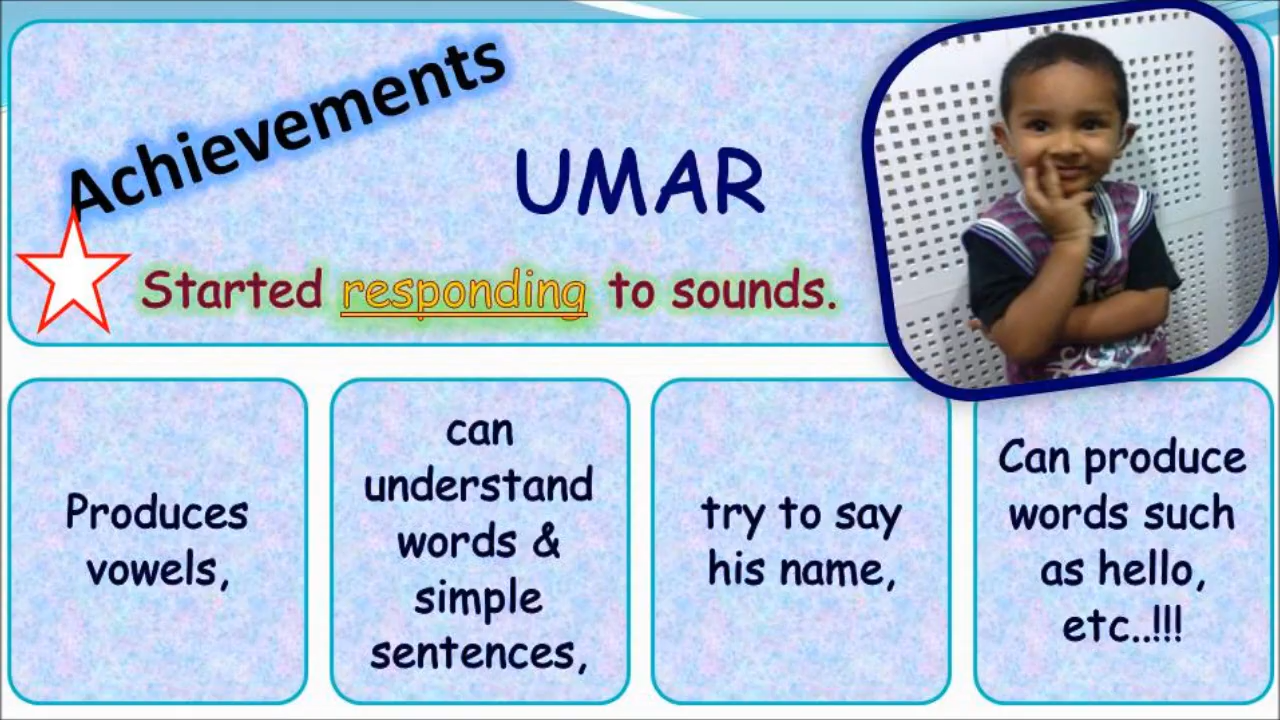 Achievements
UMAR
Started responding to sounds.
Produces
vowels,
can
understand
words &
simple
sentences,
try to say
his name,
Can produce
words such
as hello,
etc..!!!